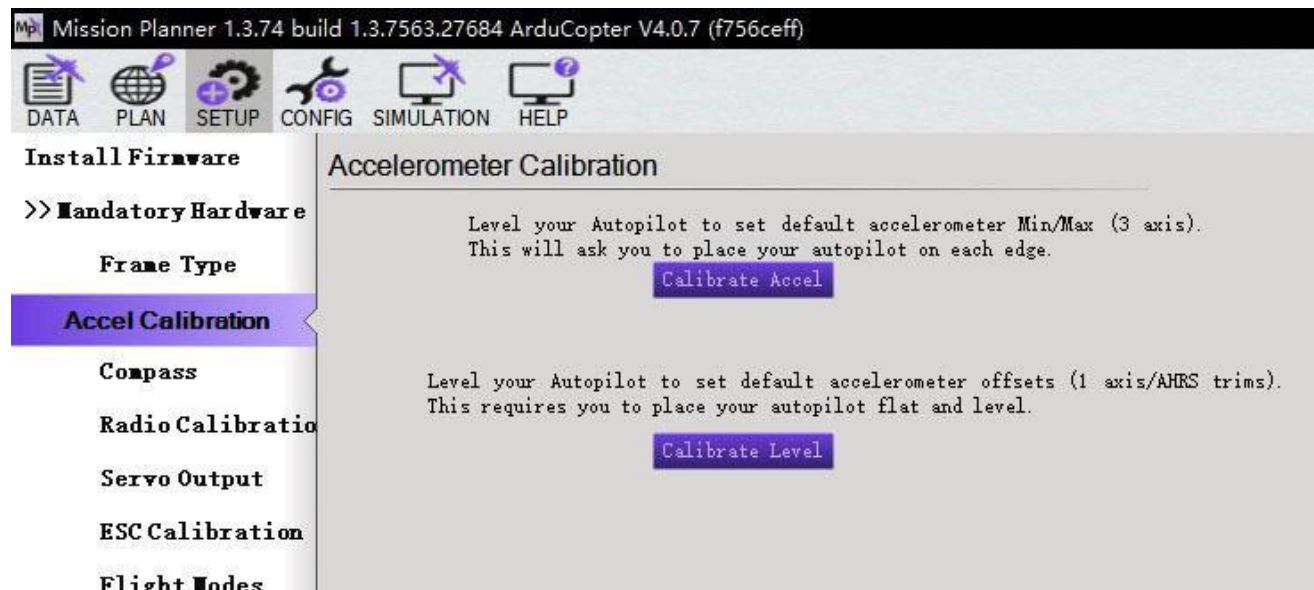 Mp Mission Planner 1.3.74 build 1.3.7563.27684 ArduCopter V4.0.7 (f756ceff)
DATA PLAN SETUP CONFIG SIMULATION HELP
Install Firmware
>>Mandatory Hardware
Frame Type
Accel Calibration
Compass
Radio Calibratio
Servo Output
ESC Calibration
Flight Modes
Accelerometer Calibration
Level your Autopilot to set default accelerometer Min/Max (3 axis).
This will ask you to place your autopilot on each edge.
Calibrate Accel
Level your Autopilot to set default accelerometer offsets (1 axis/AHRS trims).
This requires you to place your autopilot flat and level.
Calibrate Level